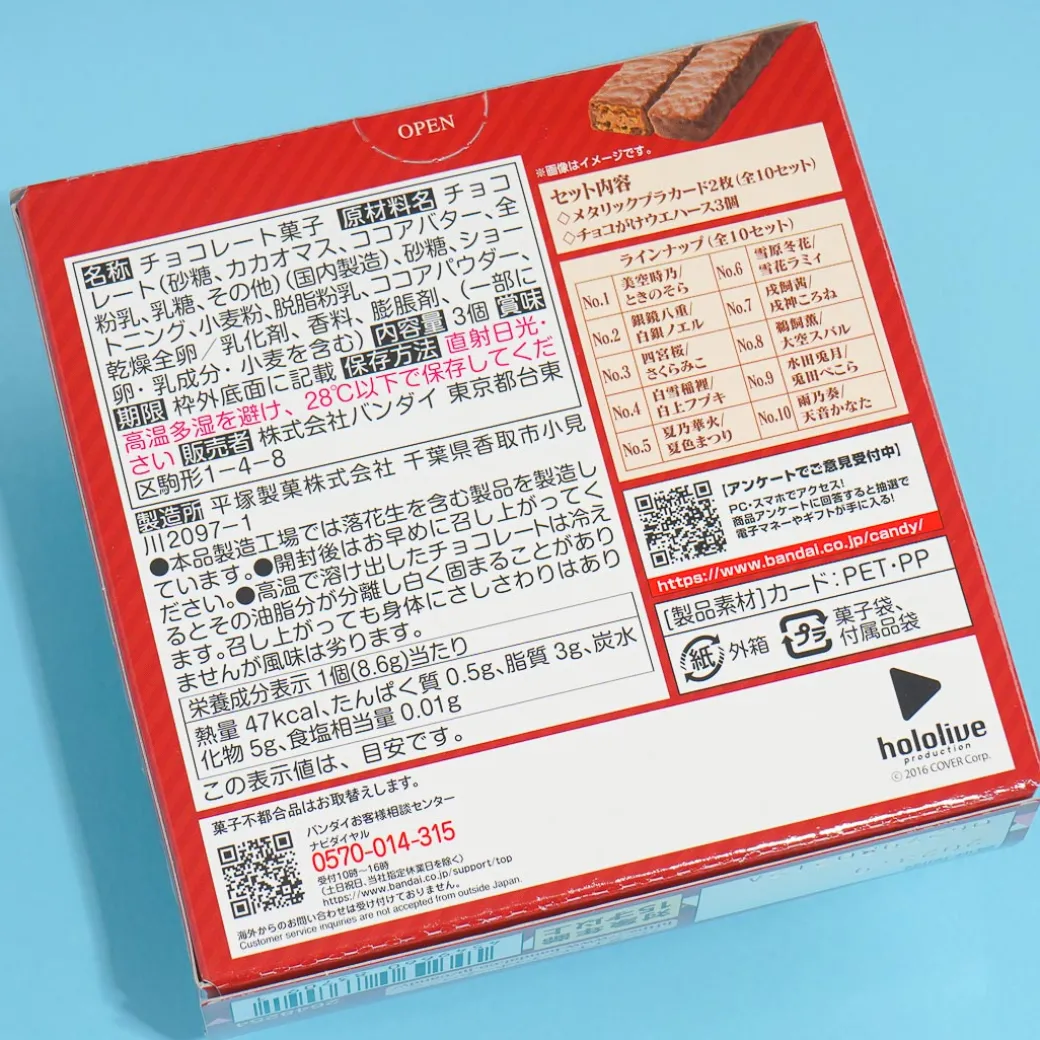 OPEN
※画像はイメージです。
名称 チョコレート菓子 原材料名 チョコ
レート(砂糖、カカオマス、ココアバター、全
粉乳、乳糖、その他)(国内製造)、砂糖、ショー
トニング、小麦粉、脱脂粉乳、ココアパウダー、
乾燥全卵/乳化剤、香料、膨脹剤、(一部に
卵・乳成分・小麦を含む) 内容量 3個 賞味
期限 枠外底面に記載 保存方法 直射日光・
高温多湿を避け、28℃以下で保存してくだ
さい 販売者 株式会社バンダイ 東京都台東
区駒形1-4-8
製造所 平塚製菓株式会社 千葉県香取市小見
川2097-1
●本品製造工場では落花生を含む製品を製造し
ています。●開封後はお早めに召し上がってく
ださい。●高温で溶け出したチョコレートは冷え
るとその油脂分が分離し白く固まることがあり
ます。召し上がっても身体にさしさわりはあり
ませんが風味は劣ります。
栄養成分表示 1個(8.6g)当たり
熱量 47kcal、たんぱく質 0.5g、脂質 3g、炭水
化物 5g、食塩相当量 0.01g
この表示値は、目安です。
セット内容
◇メタリックプラカード2枚(全10セット)
◇チョコがけウエハース3個
ラインナップ(全10セット)
No.1 美空時乃/
ときのそら
No.2 銀鏡八重/
白銀ノエル
No.3 四宮桜/
さくらみこ
No.4 白雪稲裡/
白上フブキ
No.5 夏乃華火/
夏色まつり
No.6 雪原冬花/
雪花ラミィ
No.7 戌飼茜/
戌神ころね
No.8 鵜飼薫/
大空スバル
No.9 氷田兎月/
兎田ぺこら
No.10 雨乃奏/
天音かなた
[アンケートでご意見受付中]
PC・スマホでアクセス!
商品アンケートに回答すると抽選で
電子マネーやギフトが手に入る!
https://www.bandai.co.jp/candy/
[製品素材]カード:PET・PP
紙 外箱 プラ 菓子袋、
付属品袋
hololive
production
© 2016 COVER Corp.
菓子不都合品はお取替えします。
バンダイお客様相談センター
ナビダイヤル
0570-014-315
受付10時～16時
(土日祝日、当社指定休業日を除く)
https://www.bandai.co.jp/support/top
海外からのお問い合わせは受け付けておりません。
Customer service inquiries are not accepted from outside Japan.